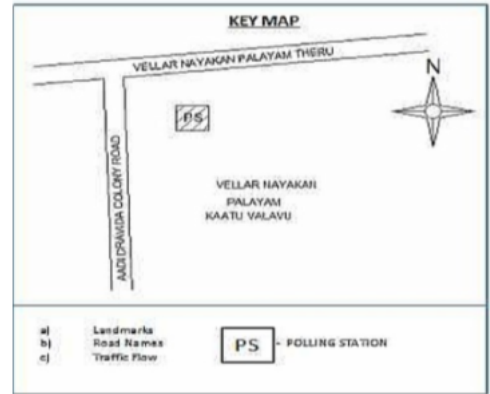 KEY MAP
VELLAR NAYAKAN PALAYAM THERU
N
PS
AADI DRAVIDA COLONY ROAD
VELLAR NAYAKAN
PALAYAM
KAATU VALAVU
a) Landmarks
b) Road Names
c) Traffic Flow
PS - POLLING STATION